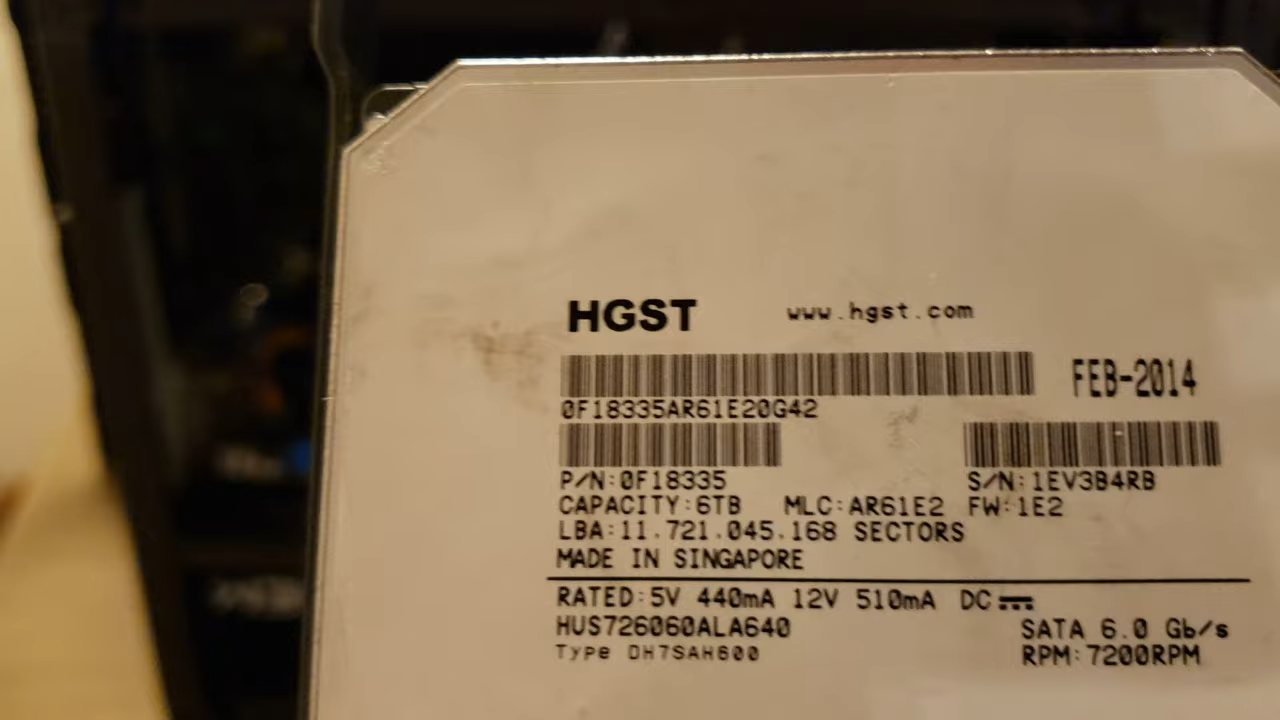 HGST www.hgst.com
FEB-2014
0F18335AR61E20G42
P/N:0F18335 S/N:1EV3B4RB
CAPACITY:6TB MLC:AR61E2 FW:1E2
LBA:11.721.045.168 SECTORS
MADE IN SINGAPORE
RATED:5V 440mA 12V 510mA DC
HUS726060ALA640 SATA 6.0 Gb/s
Type DH7SAH600 RPM:7200RPM